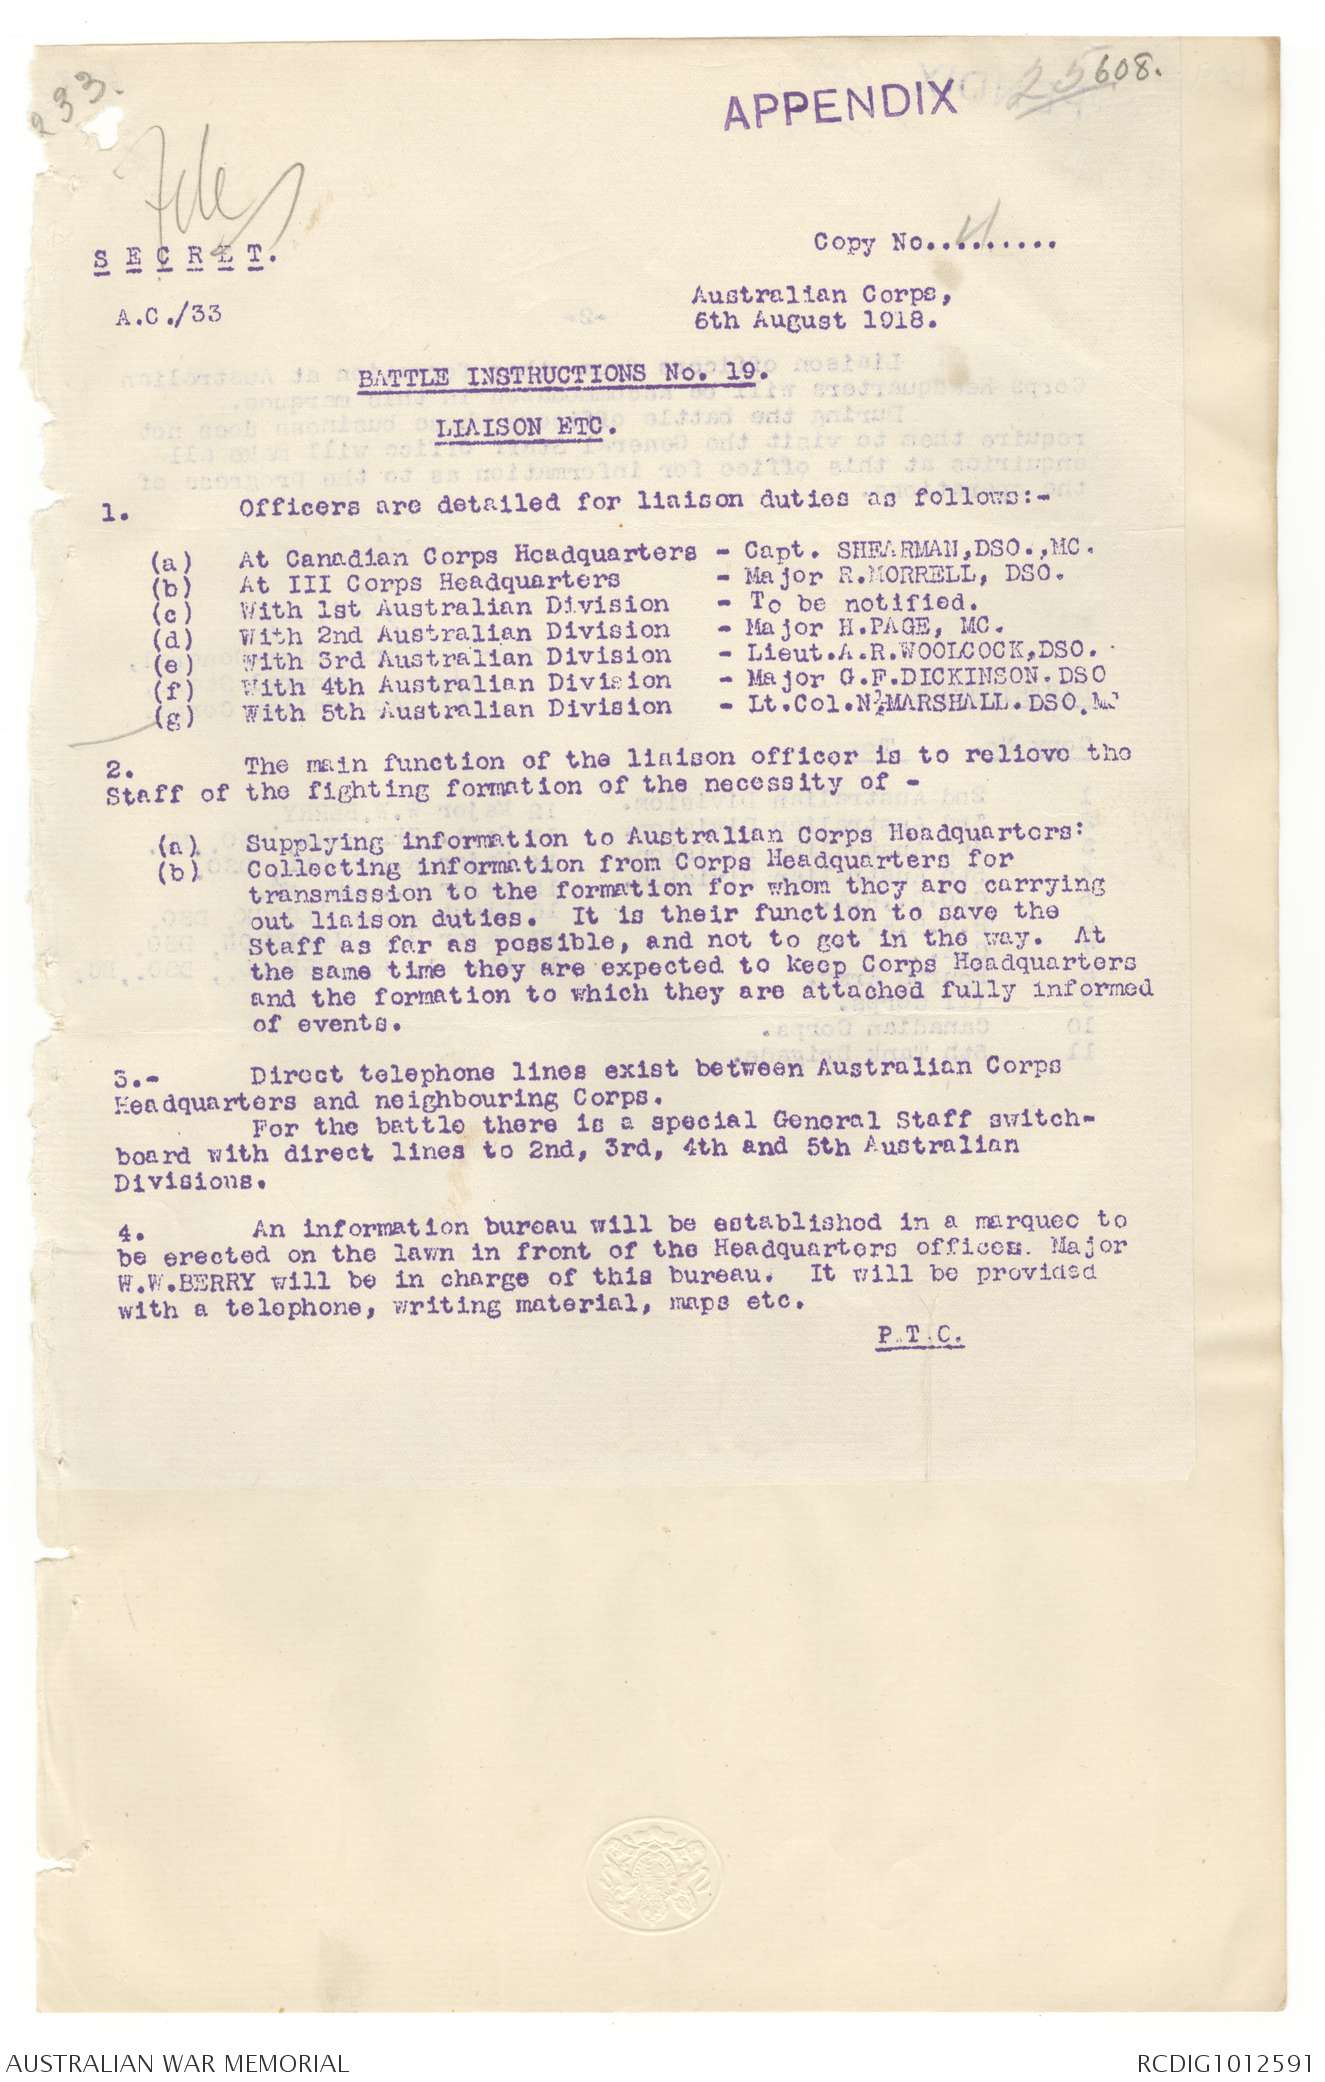 233.
25 608.
APPENDIX
File
S E C R E T.
Copy No.........
A.C./33
Australian Corps,
6th August 1918.
BATTLE INSTRUCTIONS No. 19.
LIAISON ETC.
1. Officers are detailed for liaison duties as follows:-
(a) At Canadian Corps Headquarters - Capt. SHEARMAN,DSO.,MC.
(b) At III Corps Headquarters - Major R.MORRELL, DSO.
(c) With 1st Australian Division - To be notified.
(d) With 2nd Australian Division - Major H.PAGE, MC.
(e) With 3rd Australian Division - Lieut.A.R.WOOLCOCK,DSO.
(f) With 4th Australian Division - Major G.F.DICKINSON.DSO
(g) With 5th Australian Division - Lt.Col.N.MARSHALL.DSO.MC
2. The main function of the liaison officer is to relieve the
Staff of the fighting formation of the necessity of -
(a) Supplying information to Australian Corps Headquarters:
(b) Collecting information from Corps Headquarters for
transmission to the formation for whom they are carrying
out liaison duties. It is their function to save the
Staff as far as possible, and not to get in the way. At
the same time they are expected to keep Corps Headquarters
and the formation to which they are attached fully informed
of events.
3.- Direct telephone lines exist between Australian Corps
Headquarters and neighbouring Corps.
For the battle there is a special General Staff switch-
board with direct lines to 2nd, 3rd, 4th and 5th Australian
Divisions.
4. An information bureau will be established in a marquee to
be erected on the lawn in front of the Headquarters offices. Major
W.W.BERRY will be in charge of this bureau. It will be provided
with a telephone, writing material, maps etc.
P.T.O.
AUSTRALIAN WAR MEMORIAL
RCDIG1012591